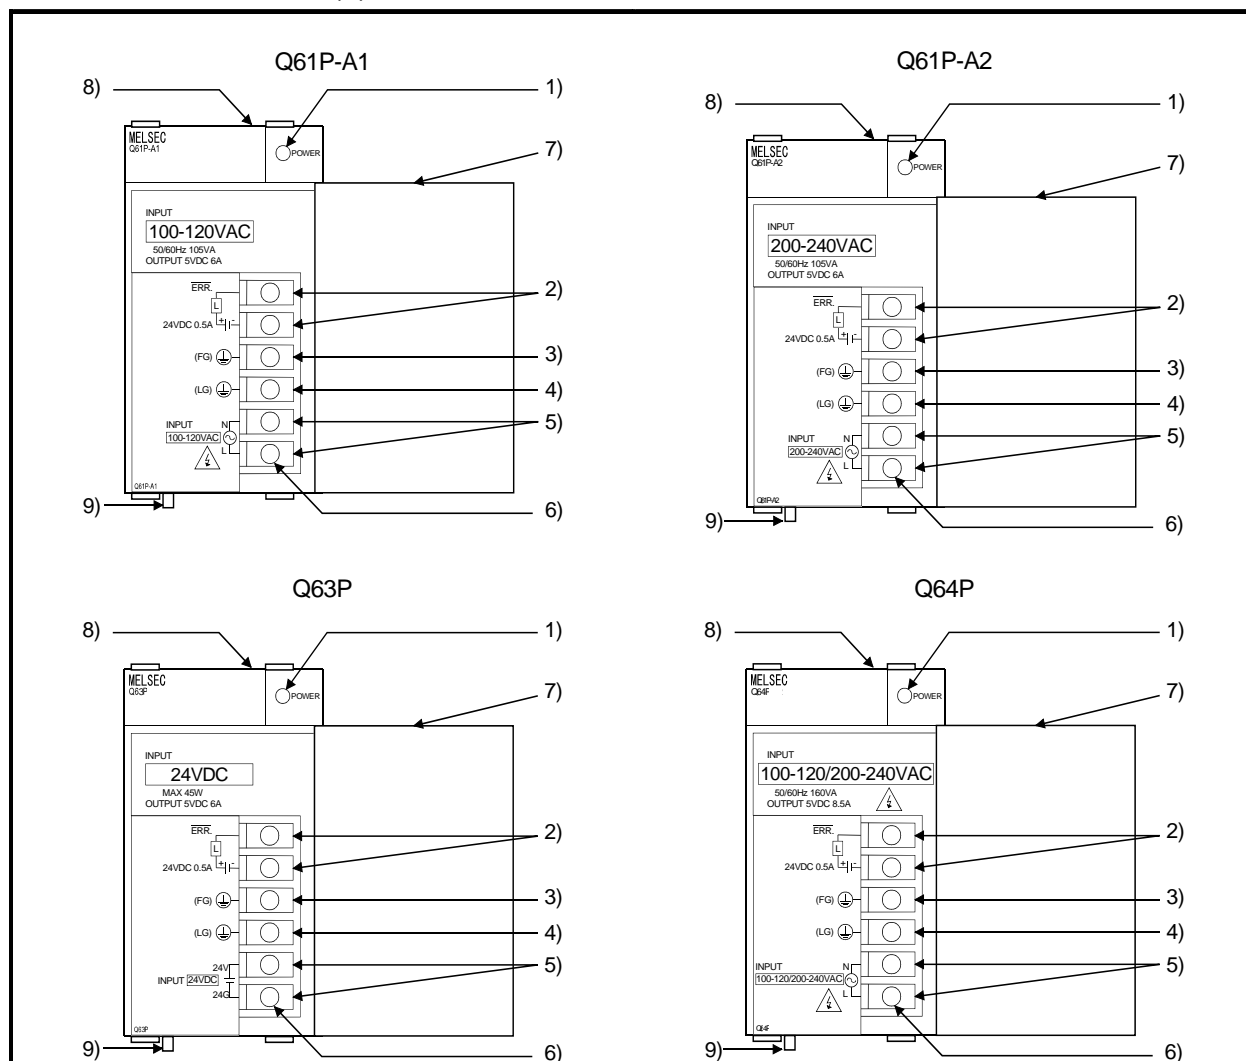 Q61P-A1
8)
1)
MELSEC
Q61P-A1
POWER
7)
INPUT
100-120VAC
50/60Hz 105VA
OUTPUT 5VDC 6A
ERR.
L
+ -
24VDC 0.5A
2)
(FG)
3)
(LG)
4)
INPUT
N
100-120VAC
L
5)
Q61P-A1
9)
6)
Q61P-A2
8)
1)
MELSEC
Q61P-A2
POWER
7)
INPUT
200-240VAC
50/60Hz 105VA
OUTPUT 5VDC 6A
ERR.
L
+ -
24VDC 0.5A
2)
(FG)
3)
(LG)
4)
INPUT
N
200-240VAC
L
5)
Q61P-A2
9)
6)
Q63P
8)
1)
MELSEC
Q63P
POWER
7)
INPUT
24VDC
MAX 45W
OUTPUT 5VDC 6A
ERR.
L
+ -
24VDC 0.5A
2)
(FG)
3)
(LG)
4)
24V
INPUT 24VDC
24G
5)
Q63P
9)
6)
Q64P
8)
1)
MELSEC
POWER
7)
INPUT
100-120/200-240VAC
50/60Hz 160VA
OUTPUT 5VDC 8.5A
ERR.
L
+ -
24VDC 0.5A
2)
(FG)
3)
(LG)
4)
INPUT
N
100-120/200-240VAC
L
5)
9)
6)